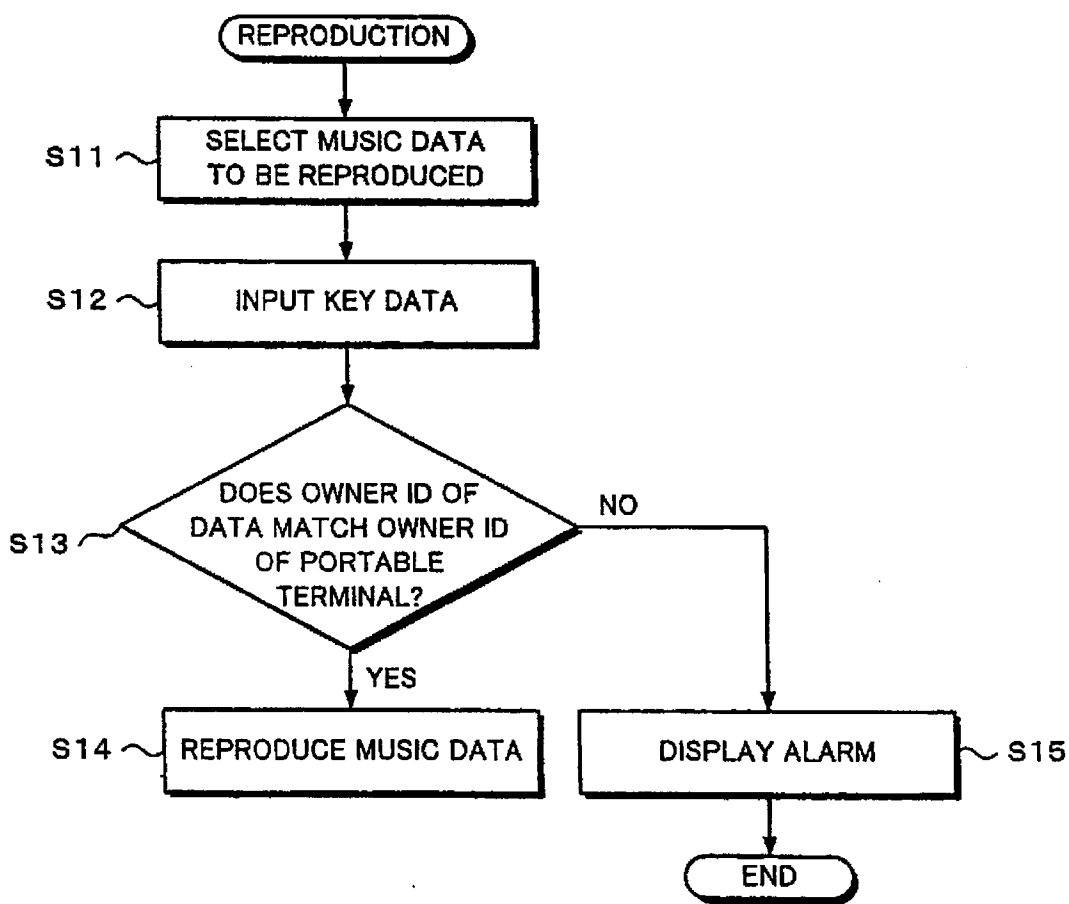 REPRODUCTION
S11
SELECT MUSIC DATA
TO BE REPRODUCED
S12
INPUT KEY DATA
S13
DOES OWNER ID OF
DATA MATCH OWNER ID
OF PORTABLE
TERMINAL?
NO
YES
S14
REPRODUCE MUSIC DATA
DISPLAY ALARM
S15
END